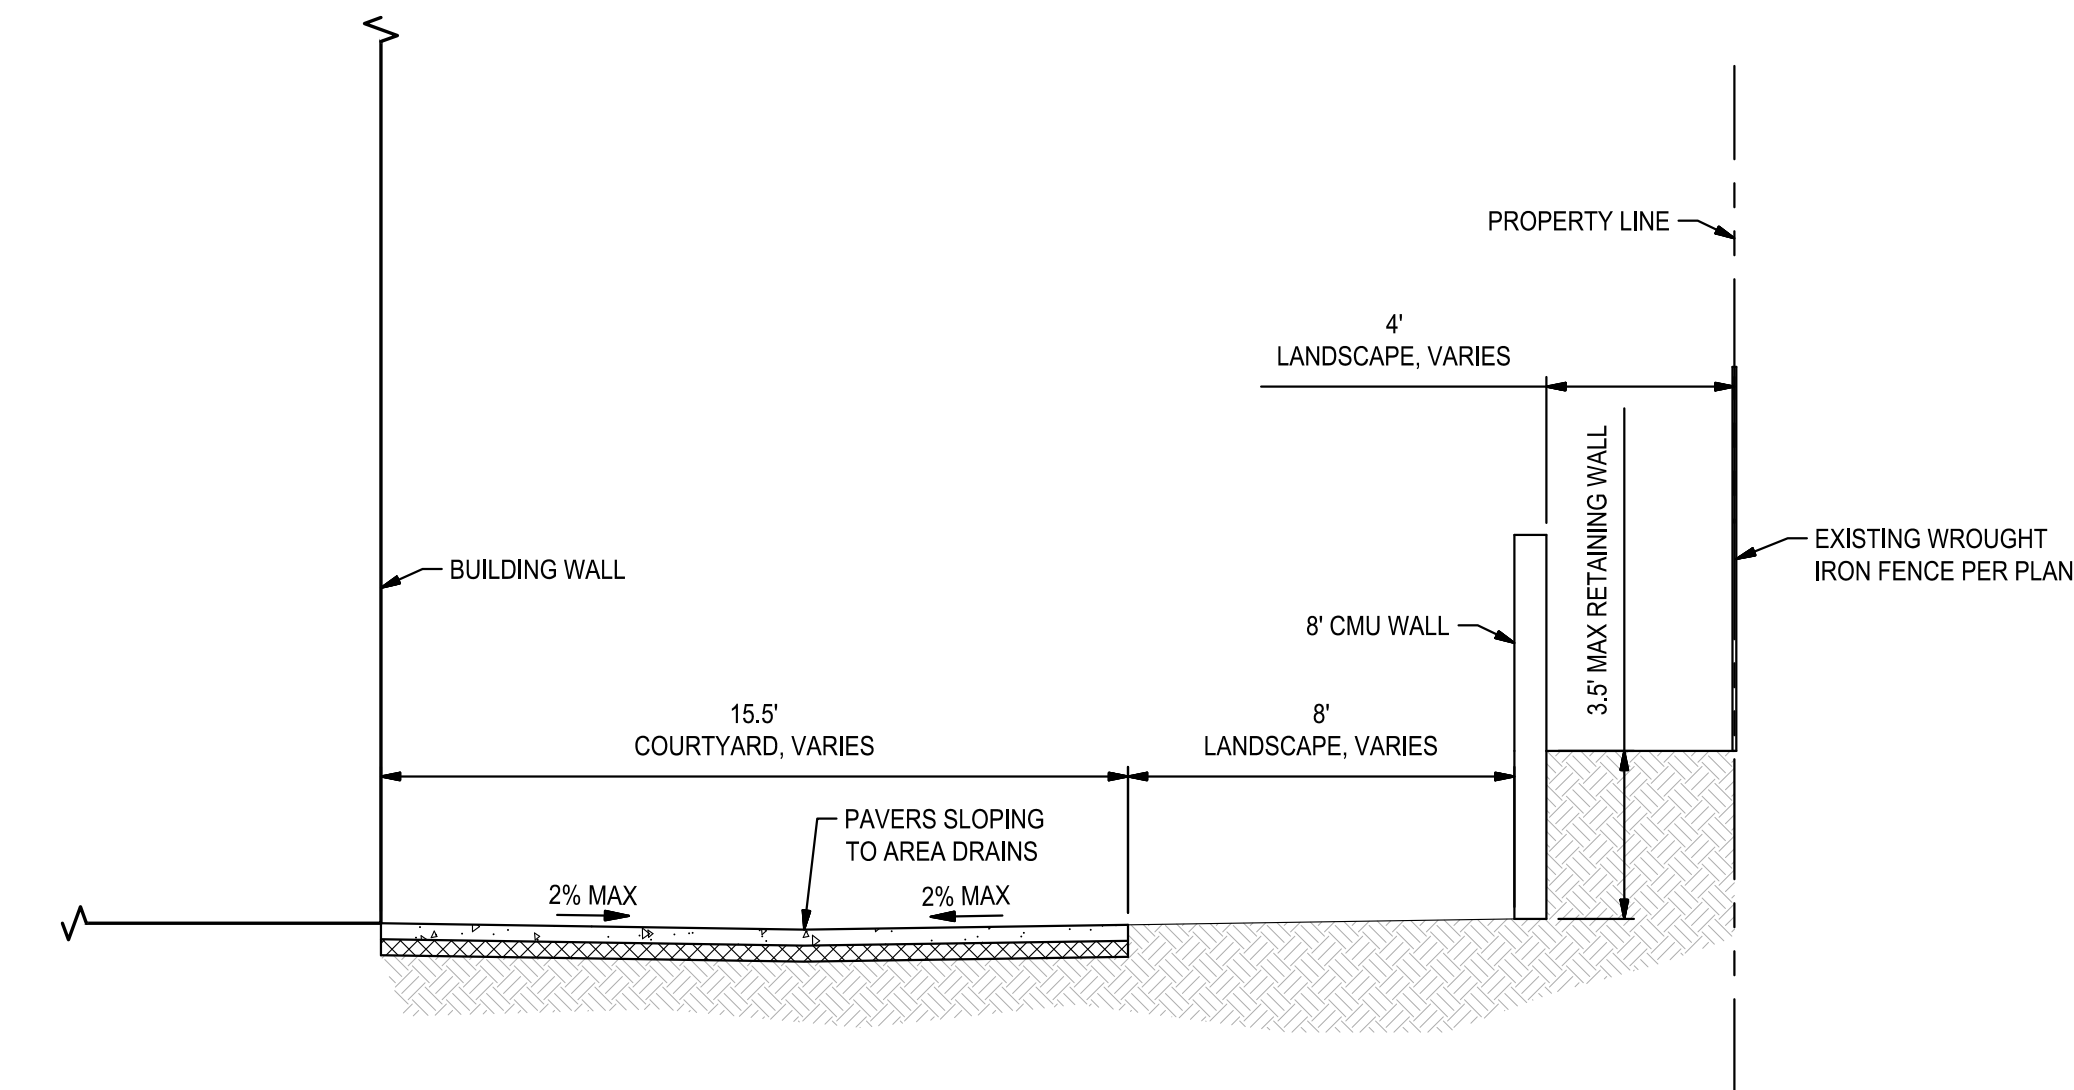 PROPERTY LINE
4'
LANDSCAPE, VARIES
3.5' MAX RETAINING WALL
EXISTING WROUGHT
IRON FENCE PER PLAN
BUILDING WALL
8' CMU WALL
15.5'
COURTYARD, VARIES
8'
LANDSCAPE, VARIES
PAVERS SLOPING
TO AREA DRAINS
2% MAX
2% MAX